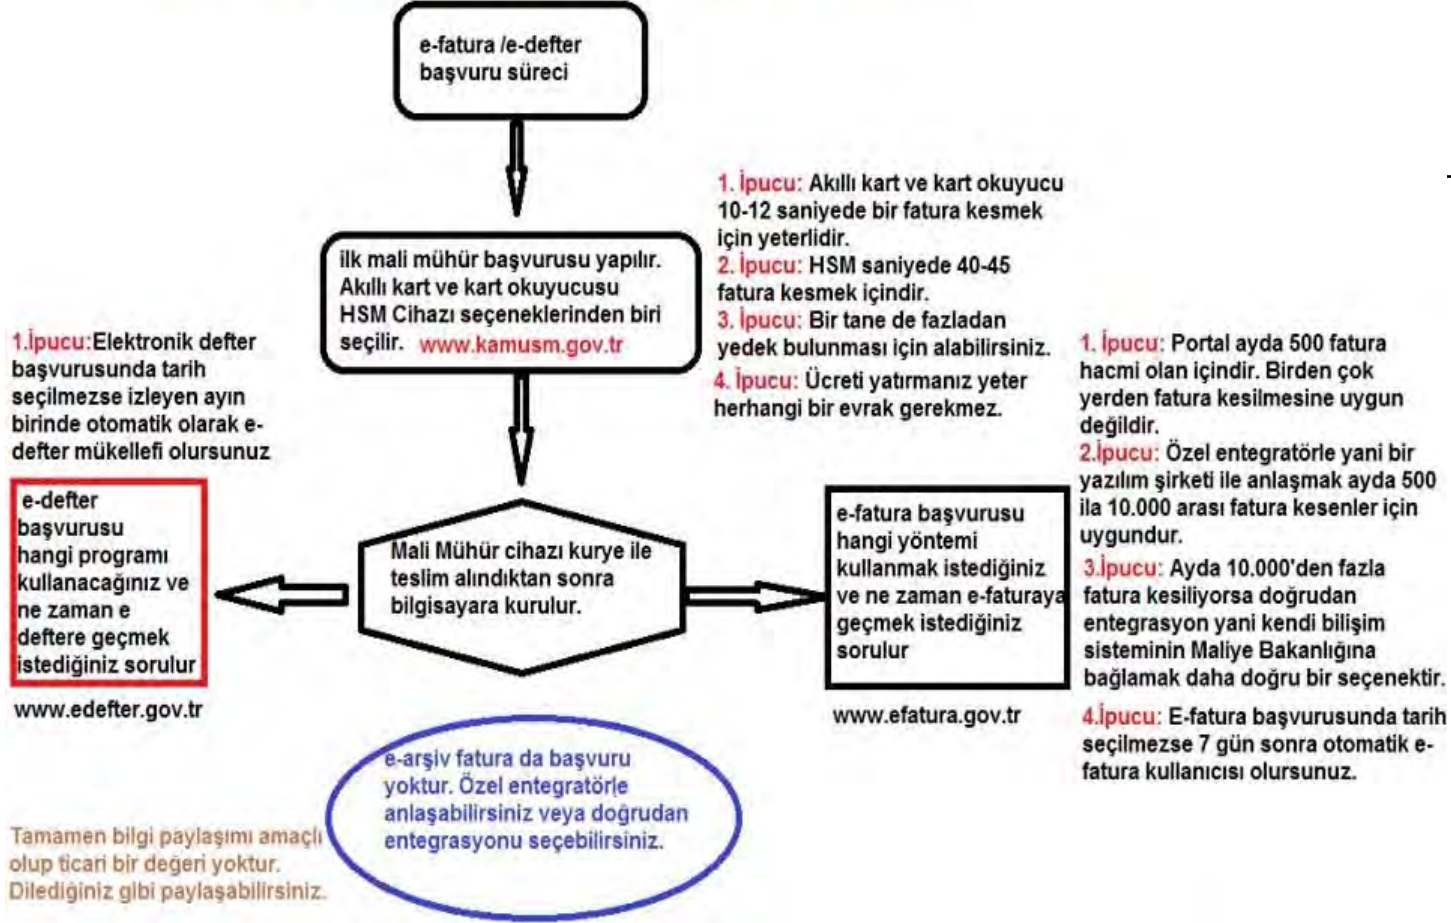 e-fatura /e-defter
başvuru süreci
ilk mali mühür başvurusu yapılır.
Akıllı kart ve kart okuyucusu
HSM Cihazı seçeneklerinden biri
seçilir. www.kamusm.gov.tr
1. İpucu: Akıllı kart ve kart okuyucu
10-12 saniyede bir fatura kesmek
için yeterlidir.
2. İpucu: HSM saniyede 40-45
fatura kesmek içindir.
3. İpucu: Bir tane de fazladan
yedek bulunması için alabilirsiniz.
4. İpucu: Ücreti yatırmanız yeter
herhangi bir evrak gerekmez.
1.İpucu:Elektronik defter
başvurusunda tarih
seçilmezse izleyen ayın
birinde otomatik olarak e-
defter mükellefi olursunuz
e-defter
başvurusu
hangi programı
kullanacağınız ve
ne zaman e
deftere geçmek
istediğiniz sorulur
www.edefter.gov.tr
Mali Mühür cihazı kurye ile
teslim alındıktan sonra
bilgisayara kurulur.
e-fatura başvurusu
hangi yöntemi
kullanmak istediğiniz
ve ne zaman e-faturaya
geçmek istediğiniz
sorulur
www.efatura.gov.tr
1. İpucu: Portal ayda 500 fatura
hacmi olan içindir. Birden çok
yerden fatura kesilmesine uygun
değildir.
2.İpucu: Özel entegratörle yani bir
yazılım şirketi ile anlaşmak ayda 500
ila 10.000 arası fatura kesenler için
uygundur.
3.İpucu: Ayda 10.000'den fazla
fatura kesiliyorsa doğrudan
entegrasyon yani kendi bilişim
sisteminin Maliye Bakanlığına
bağlamak daha doğru bir seçenektir.
4.İpucu: E-fatura başvurusunda tarih
seçilmezse 7 gün sonra otomatik e-
fatura kullanıcısı olursunuz.
e-arşiv fatura da başvuru
yoktur. Özel entegratörle
anlaşabilirsiniz veya doğrudan
entegrasyonu seçebilirsiniz.
Tamamen bilgi paylaşımı amaçlı
olup ticari bir değeri yoktur.
Dilediğiniz gibi paylaşabilirsiniz.